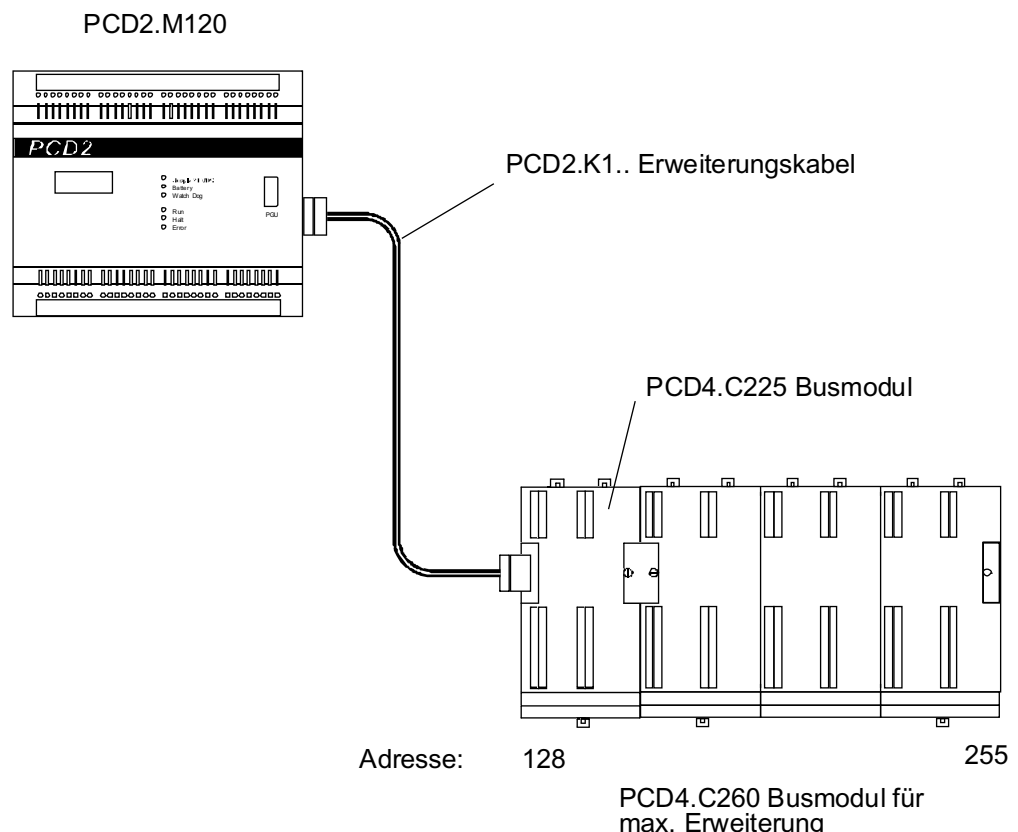 PCD2.M120
PCD2
Battery
Watch Dog
Run
Halt
Error
PGU
PCD2.K1.. Erweiterungskabel
PCD4.C225 Busmodul
Adresse: 128 255
PCD4.C260 Busmodul für
max. Erweiterung